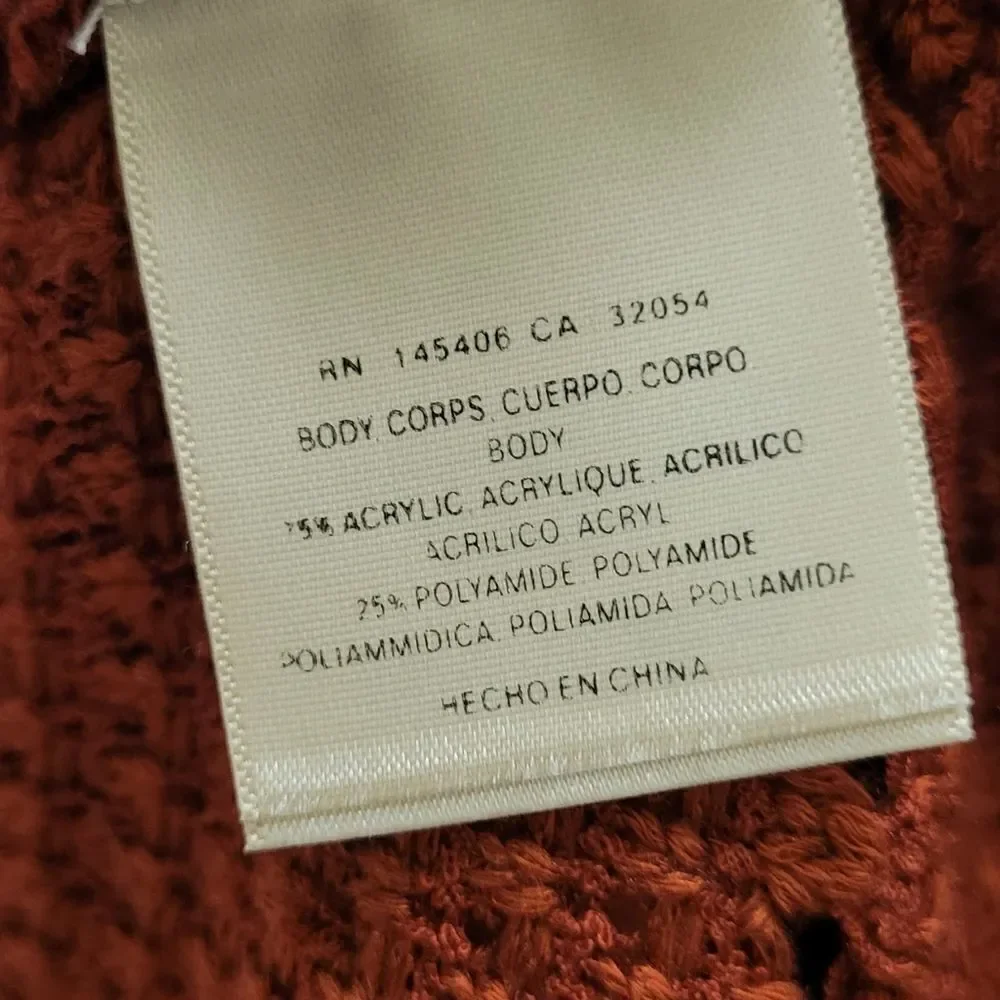 RN 145406 CA 32054
BODY, CORPS, CUERPO, CORPO
BODY
75% ACRYLIC, ACRYLIQUE, ACRILICO
ACRILICO ACRYL
25% POLYAMIDE POLYAMIDE
POLIAMMIDICA, POLIAMIDA POLIAMIDA
HECHO EN CHINA